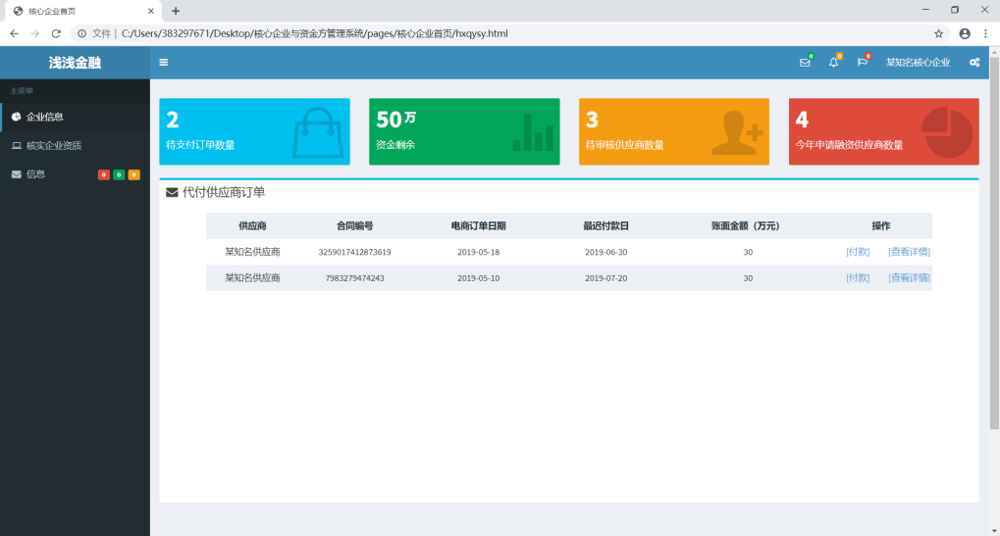 核心企业首页
文件 | C:/Users/383297671/Desktop/核心企业与资金方管理系统/pages/核心企业首页/hxqysy.html
浅浅金融
0 0 0 某知名核心企业
主菜单
企业信息
核实企业资质
信息 0 0 0
2
待支付订单数量
50万
资金剩余
3
待审核供应商数量
4
今年申请融资供应商数量
代付供应商订单
供应商 合同编号 电商订单日期 最迟付款日 账面金额（万元） 操作
某知名供应商 3259017412873619 2019-05-18 2019-06-30 30 [付款] [查看详情]
某知名供应商 7983279474243 2019-05-10 2019-07-20 30 [付款] [查看详情]